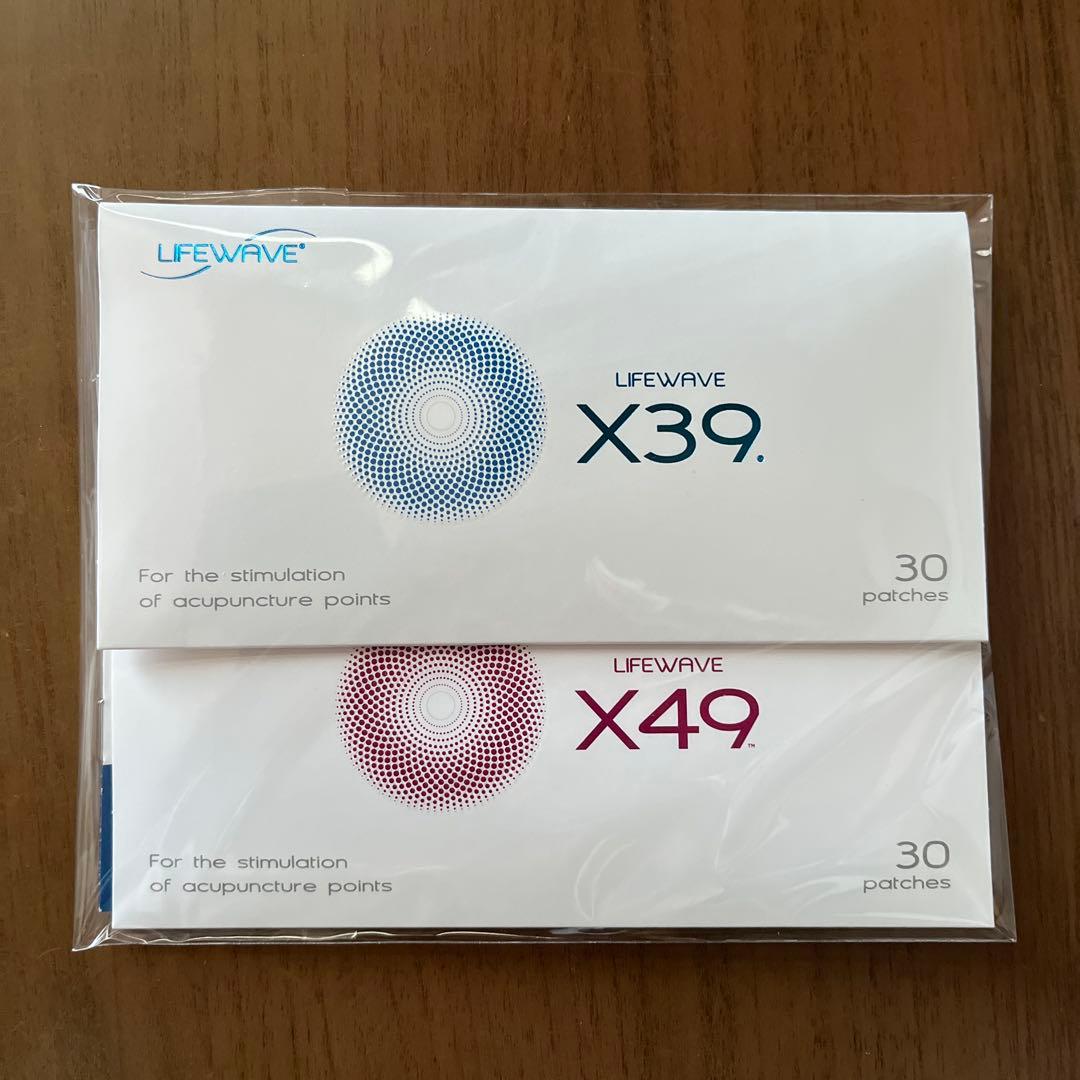 LIFEWAVE®
LIFEWAVE
X39.
For the stimulation
of acupuncture points
30
patches
LIFEWAVE
X49™
For the stimulation
of acupuncture points
30
patches